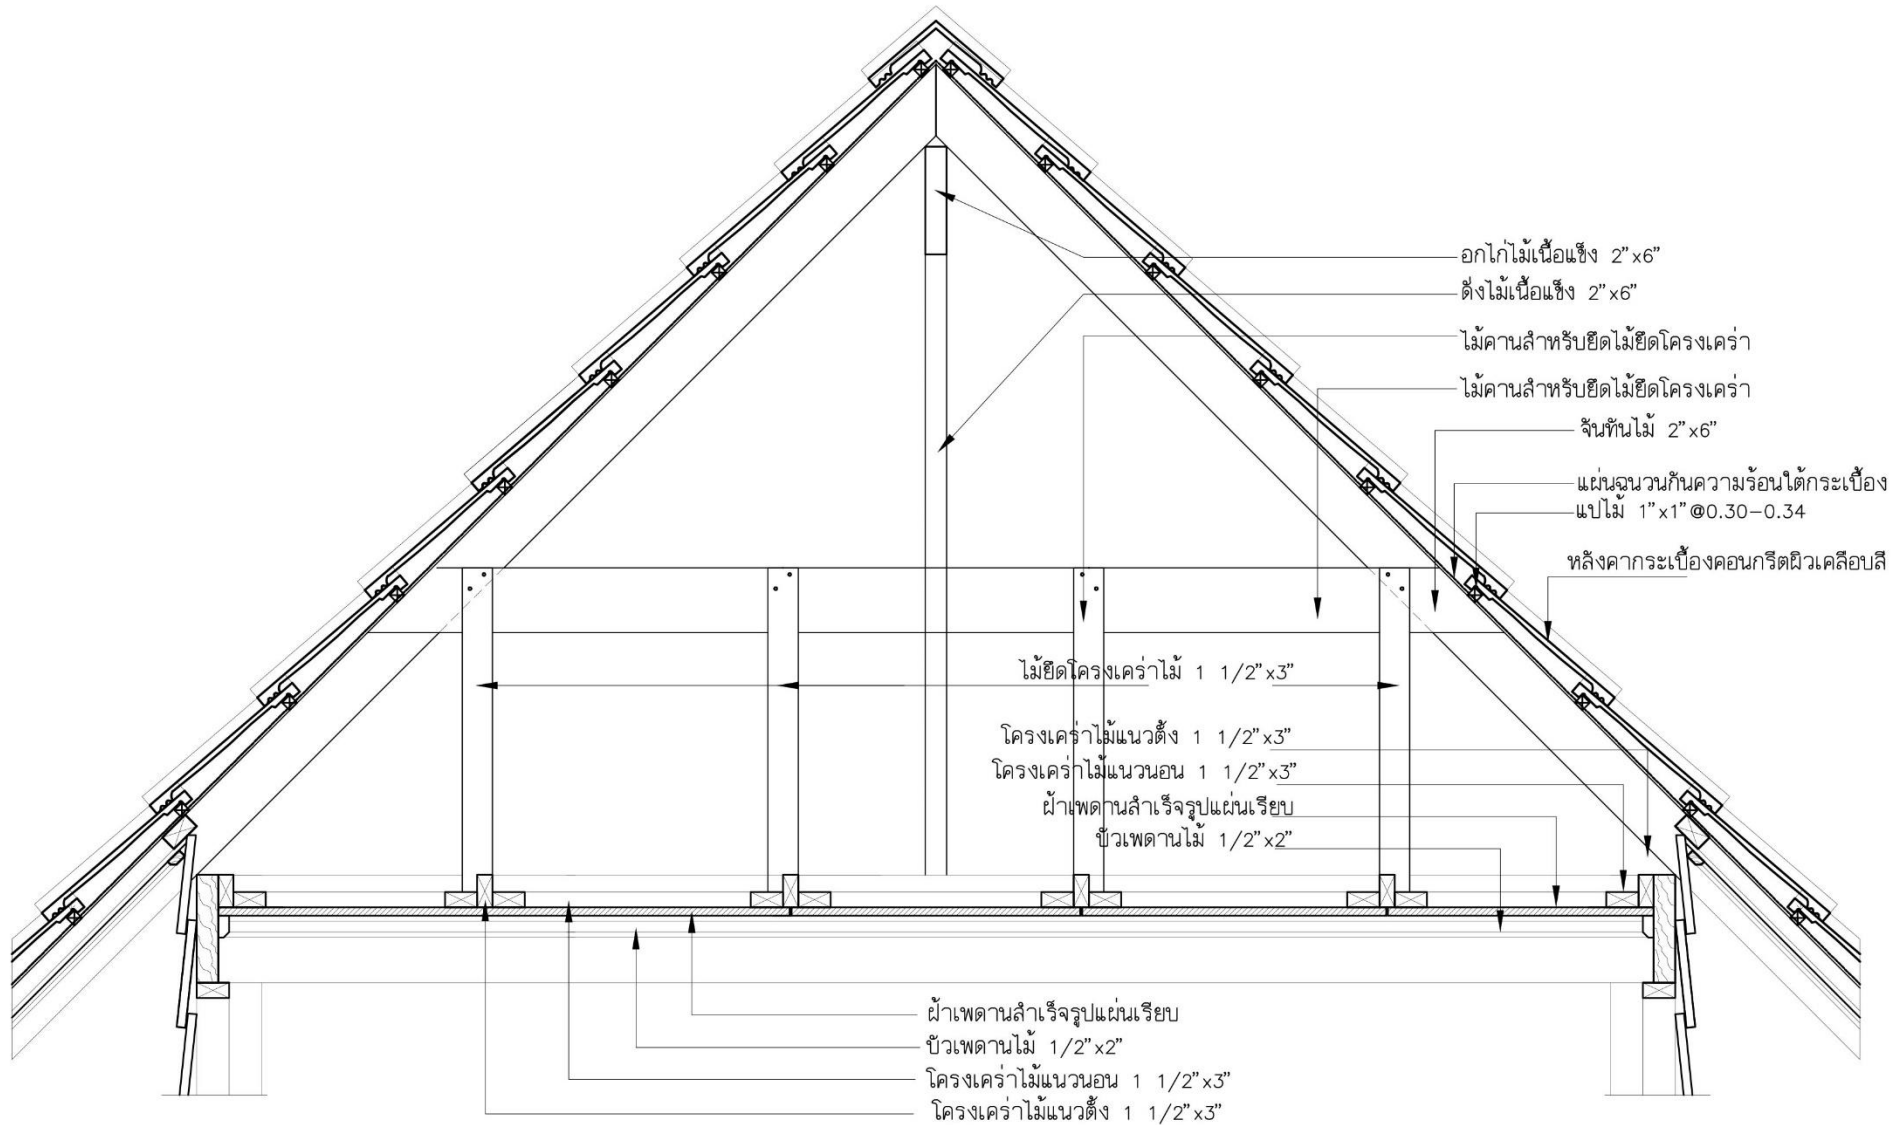 อกไก่ไม้เนื้อแข็ง 2"x6"
ดั่งไม้เนื้อแข็ง 2"x6"
ไม้คานสำหรับยึดไม้ยึดโครงเคร่า
ไม้คานสำหรับยึดไม้ยึดโครงเคร่า
จันทันไม้ 2"x6"
แผ่นฉนวนกันความร้อนใต้กระเบื้อง
แปไม้ 1"x1"@0.30-0.34
หลังคากระเบื้องคอนกรีตผิวเคลือบสี
ไม้ยึดโครงเคร่าไม้ 1 1/2"x3"
โครงเคร่าไม้แนวตั้ง 1 1/2"x3"
โครงเคร่าไม้แนวนอน 1 1/2"x3"
ฝ้าเพดานสำเร็จรูปแผ่นเรียบ
บัวเพดานไม้ 1/2"x2"
ฝ้าเพดานสำเร็จรูปแผ่นเรียบ
บัวเพดานไม้ 1/2"x2"
โครงเคร่าไม้แนวนอน 1 1/2"x3"
โครงเคร่าไม้แนวตั้ง 1 1/2"x3"